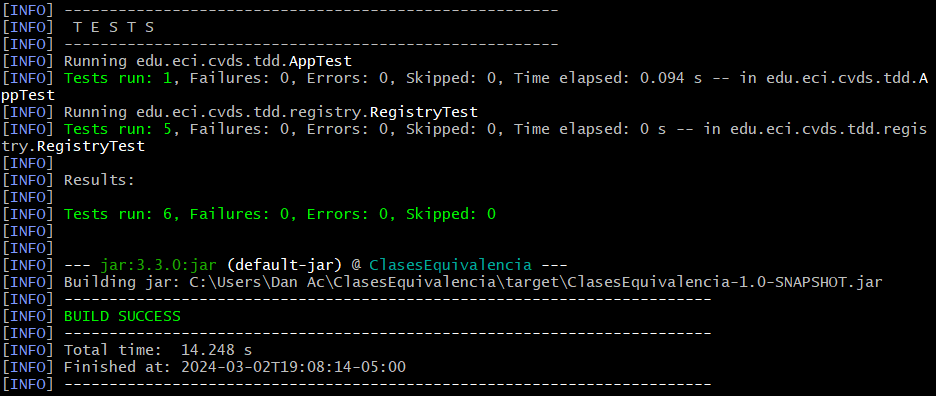 [INFO] -------------------------------------------------------
[INFO]  T E S T S
[INFO] -------------------------------------------------------
[INFO] Running edu.eci.cvds.tdd.AppTest
[INFO] Tests run: 1, Failures: 0, Errors: 0, Skipped: 0, Time elapsed: 0.094 s -- in edu.eci.cvds.tdd.A
ppTest
[INFO] Running edu.eci.cvds.tdd.registry.RegistryTest
[INFO] Tests run: 5, Failures: 0, Errors: 0, Skipped: 0, Time elapsed: 0 s -- in edu.eci.cvds.tdd.regis
try.RegistryTest
[INFO]
[INFO] Results:
[INFO]
[INFO] Tests run: 6, Failures: 0, Errors: 0, Skipped: 0
[INFO]
[INFO]
[INFO] --- jar:3.3.0:jar (default-jar) @ ClasesEquivalencia ---
[INFO] Building jar: C:\Users\Dan Ac\ClasesEquivalencia\target\ClasesEquivalencia-1.0-SNAPSHOT.jar
[INFO] ------------------------------------------------------------------------
[INFO] BUILD SUCCESS
[INFO] ------------------------------------------------------------------------
[INFO] Total time:  14.248 s
[INFO] Finished at: 2024-03-02T19:08:14-05:00
[INFO] ------------------------------------------------------------------------